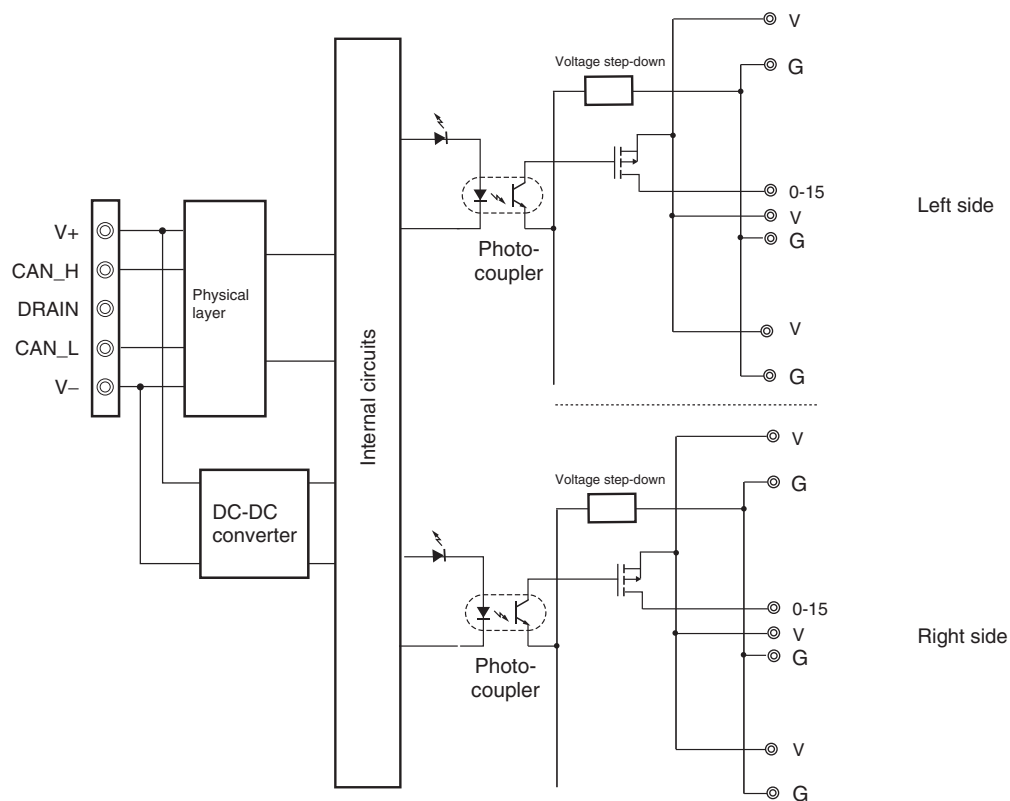 V
Voltage step-down
G
0-15
V
G
Left side
Photo-
coupler
V
G
V+
CAN_H
DRAIN
CAN_L
V–
Physical
layer
Internal circuits
DC-DC
converter
V
Voltage step-down
G
0-15
V
G
Right side
Photo-
coupler
V
G